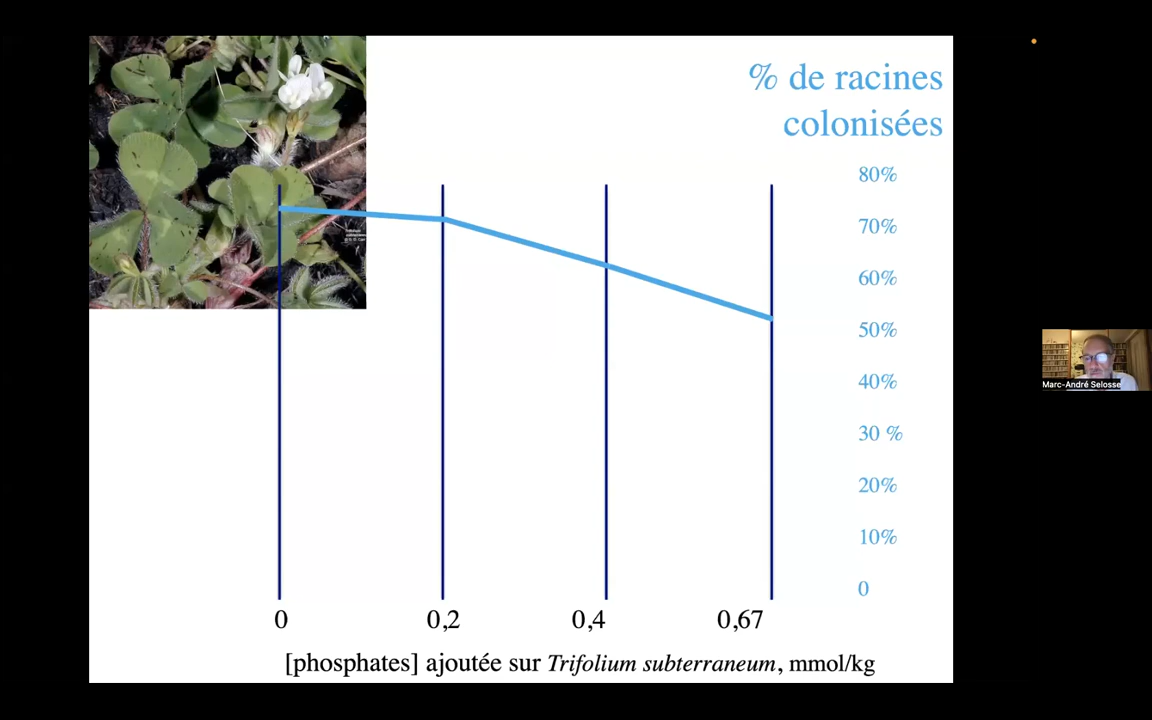 % de racines
colonisées
80%
70%
60%
50%
40%
30 %
20%
10%
0
0 0,2 0,4 0,67
[phosphates] ajoutée sur Trifolium subterraneum, mmol/kg
Marc-André Selosse